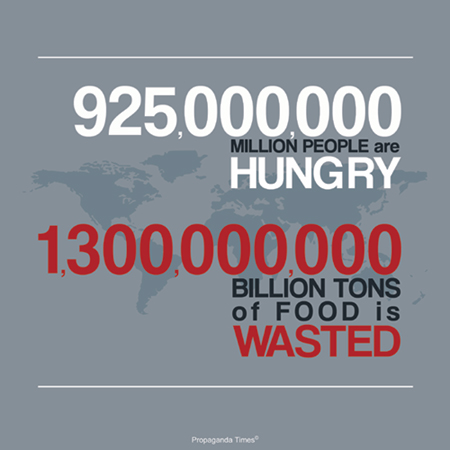 925,000,000
MILLION PEOPLE are
HUNGRY
1,300,000,000
BILLION TONS
of FOOD is
WASTED
Propaganda Times©